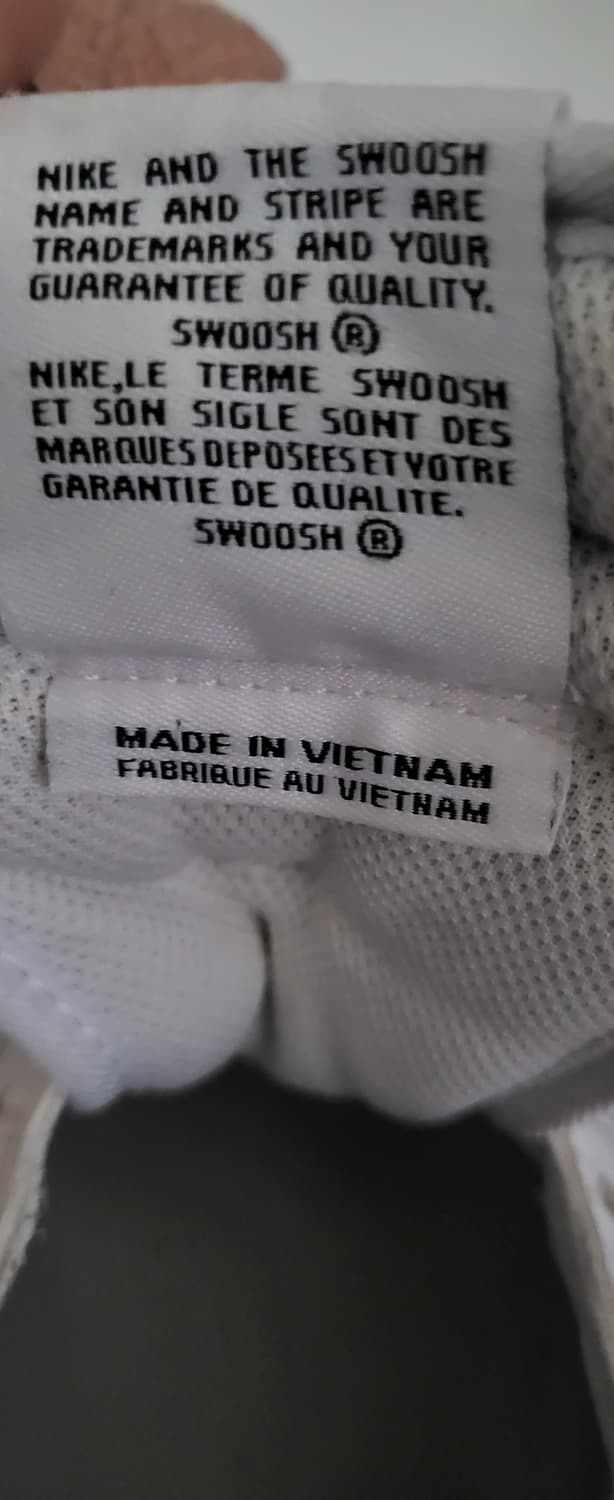 NIKE AND THE SWOOSH
NAME AND STRIPE ARE
TRADEMARKS AND YOUR
GUARANTEE OF QUALITY.
SWOOSH ®
NIKE,LE TERME SWOOSH
ET SON SIGLE SONT DES
MARQUES DEPOSEES ET VOTRE
GARANTIE DE QUALITE.
SWOOSH ®
MADE IN VIETNAM
FABRIQUE AU VIETNAM